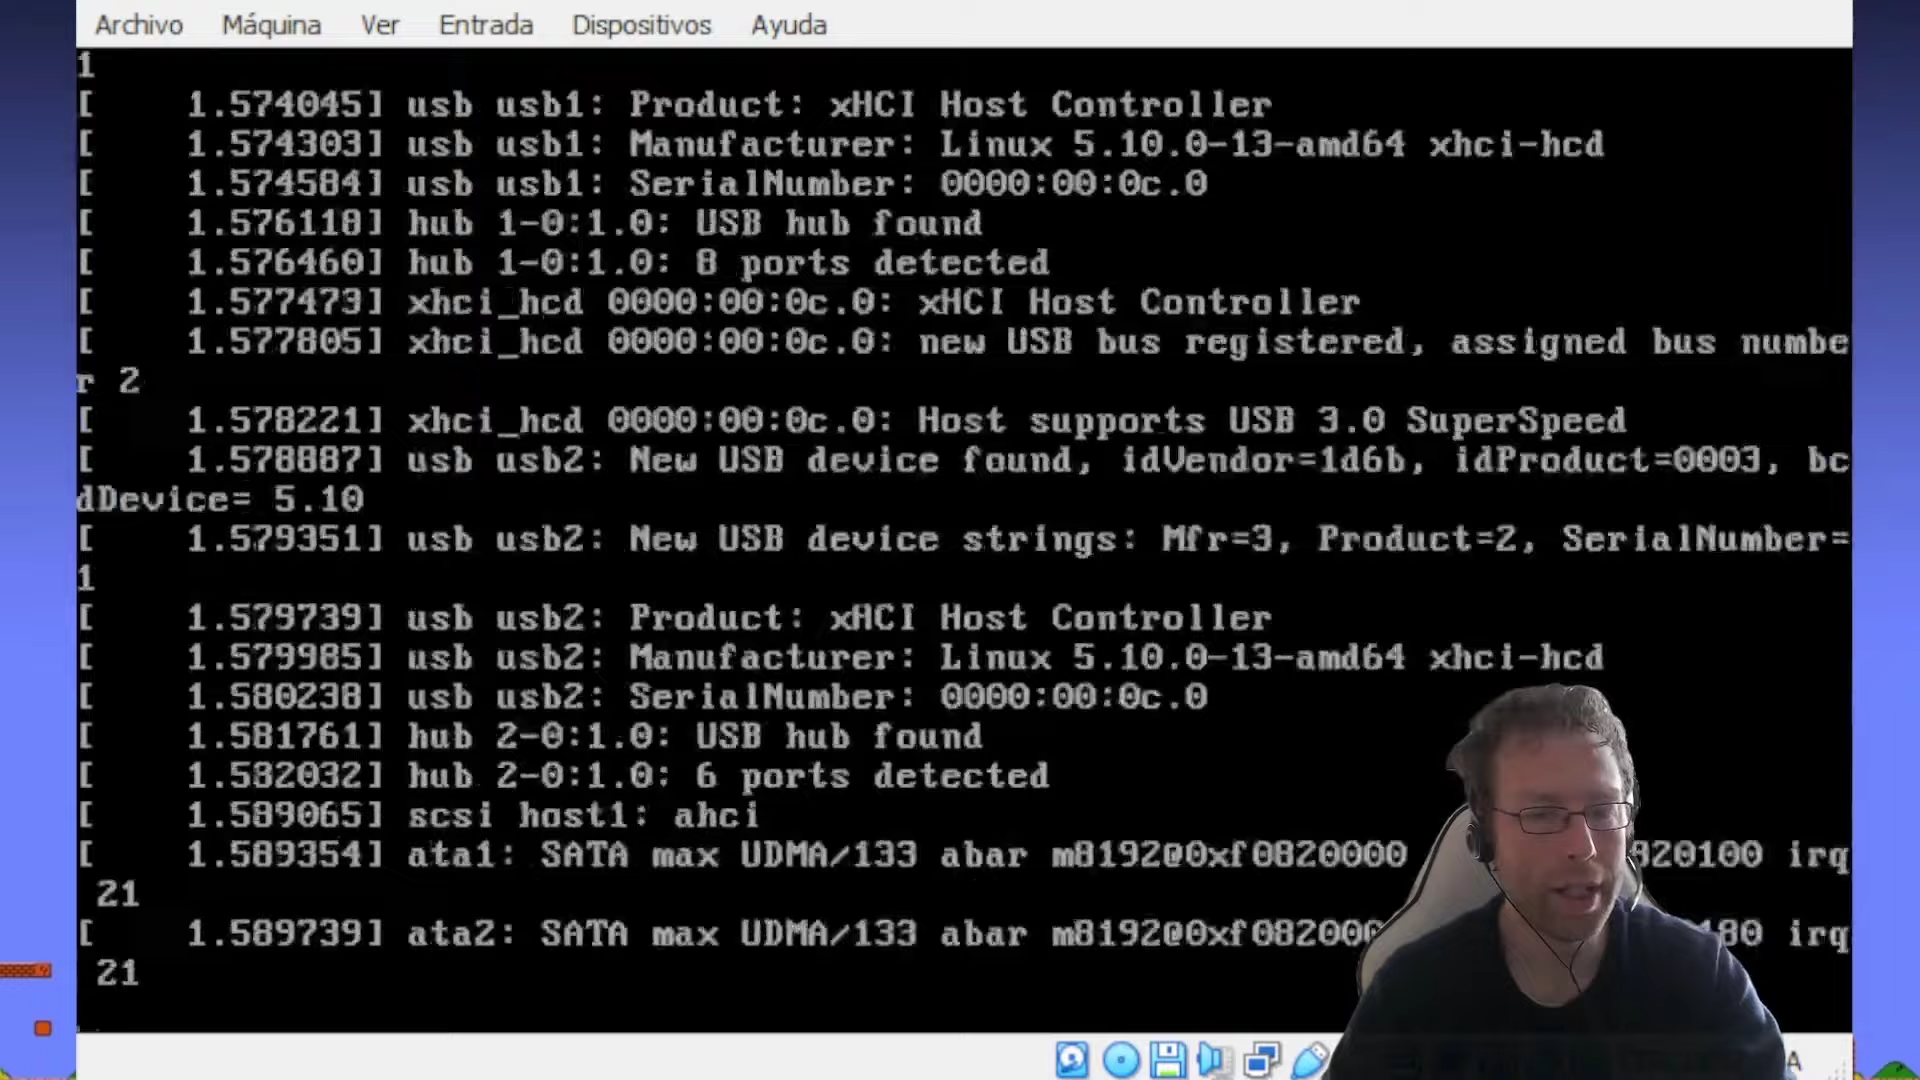 Archivo Máquina Ver Entrada Dispositivos Ayuda
1
[ 1.574045] usb usb1: Product: xHCI Host Controller
[ 1.574303] usb usb1: Manufacturer: Linux 5.10.0-13-amd64 xhci-hcd
[ 1.574584] usb usb1: SerialNumber: 0000:00:0c.0
[ 1.576118] hub 1-0:1.0: USB hub found
[ 1.576460] hub 1-0:1.0: 8 ports detected
[ 1.577473] xhci_hcd 0000:00:0c.0: xHCI Host Controller
[ 1.577805] xhci_hcd 0000:00:0c.0: new USB bus registered, assigned bus numbe
r 2
[ 1.578221] xhci_hcd 0000:00:0c.0: Host supports USB 3.0 SuperSpeed
[ 1.578887] usb usb2: New USB device found, idVendor=1d6b, idProduct=0003, bc
dDevice= 5.10
[ 1.579351] usb usb2: New USB device strings: Mfr=3, Product=2, SerialNumber=
1
[ 1.579739] usb usb2: Product: xHCI Host Controller
[ 1.579985] usb usb2: Manufacturer: Linux 5.10.0-13-amd64 xhci-hcd
[ 1.580238] usb usb2: SerialNumber: 0000:00:0c.0
[ 1.581761] hub 2-0:1.0: USB hub found
[ 1.582032] hub 2-0:1.0: 6 ports detected
[ 1.589065] scsi host1: ahci
[ 1.589354] ata1: SATA max UDMA/133 abar m8192@0xf0820000 820100 irq
21
[ 1.589739] ata2: SATA max UDMA/133 abar 180 irq
21